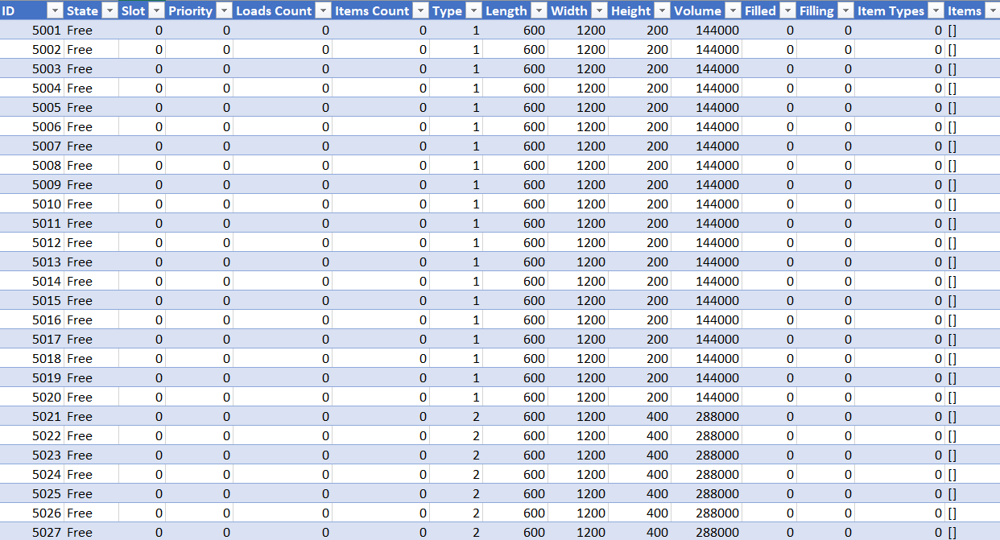 ID State Slot Priority Loads Count Items Count Type Length Width Height Volume Filled Filling Item Types Items
5001 Free 0 0 0 0 1 600 1200 200 144000 0 0 0 []
5002 Free 0 0 0 0 1 600 1200 200 144000 0 0 0 []
5003 Free 0 0 0 0 1 600 1200 200 144000 0 0 0 []
5004 Free 0 0 0 0 1 600 1200 200 144000 0 0 0 []
5005 Free 0 0 0 0 1 600 1200 200 144000 0 0 0 []
5006 Free 0 0 0 0 1 600 1200 200 144000 0 0 0 []
5007 Free 0 0 0 0 1 600 1200 200 144000 0 0 0 []
5008 Free 0 0 0 0 1 600 1200 200 144000 0 0 0 []
5009 Free 0 0 0 0 1 600 1200 200 144000 0 0 0 []
5010 Free 0 0 0 0 1 600 1200 200 144000 0 0 0 []
5011 Free 0 0 0 0 1 600 1200 200 144000 0 0 0 []
5012 Free 0 0 0 0 1 600 1200 200 144000 0 0 0 []
5013 Free 0 0 0 0 1 600 1200 200 144000 0 0 0 []
5014 Free 0 0 0 0 1 600 1200 200 144000 0 0 0 []
5015 Free 0 0 0 0 1 600 1200 200 144000 0 0 0 []
5016 Free 0 0 0 0 1 600 1200 200 144000 0 0 0 []
5017 Free 0 0 0 0 1 600 1200 200 144000 0 0 0 []
5018 Free 0 0 0 0 1 600 1200 200 144000 0 0 0 []
5019 Free 0 0 0 0 1 600 1200 200 144000 0 0 0 []
5020 Free 0 0 0 0 1 600 1200 200 144000 0 0 0 []
5021 Free 0 0 0 0 2 600 1200 400 288000 0 0 0 []
5022 Free 0 0 0 0 2 600 1200 400 288000 0 0 0 []
5023 Free 0 0 0 0 2 600 1200 400 288000 0 0 0 []
5024 Free 0 0 0 0 2 600 1200 400 288000 0 0 0 []
5025 Free 0 0 0 0 2 600 1200 400 288000 0 0 0 []
5026 Free 0 0 0 0 2 600 1200 400 288000 0 0 0 []
5027 Free 0 0 0 0 2 600 1200 400 288000 0 0 0 []